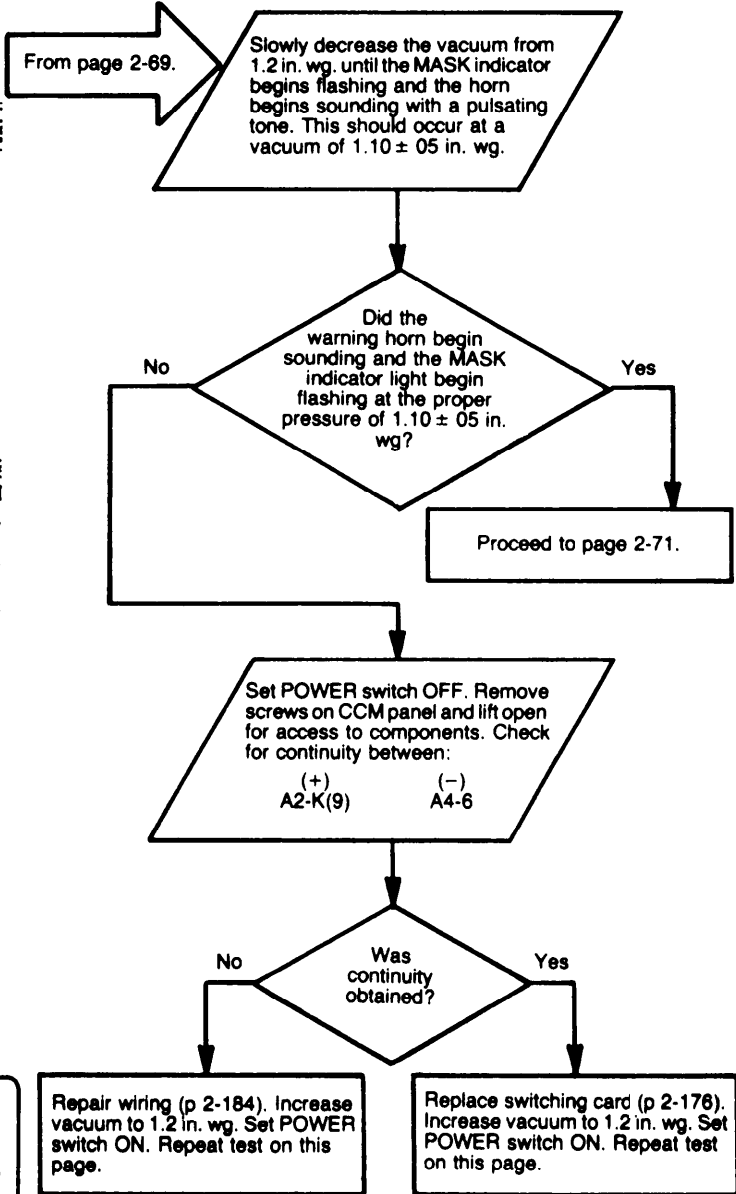 From page 2-69.
Slowly decrease the vacuum from
1.2 in. wg. until the MASK indicator
begins flashing and the horn
begins sounding with a pulsating
tone. This should occur at a
vacuum of 1.10 ± 05 in. wg.
Did the
warning horn begin
sounding and the MASK
indicator light begin
flashing at the proper
pressure of 1.10 ± 05 in.
wg?
No
Yes
Proceed to page 2-71.
Set POWER switch OFF. Remove
screws on CCM panel and lift open
for access to components. Check
for continuity between:
(+) (−)
A2-K(9) A4-6
Was
continuity
obtained?
No
Yes
Repair wiring (p 2-184). Increase
vacuum to 1.2 in. wg. Set POWER
switch ON. Repeat test on this
page.
Replace switching card (p 2-176).
Increase vacuum to 1.2 in. wg. Set
POWER switch ON. Repeat test
on this page.